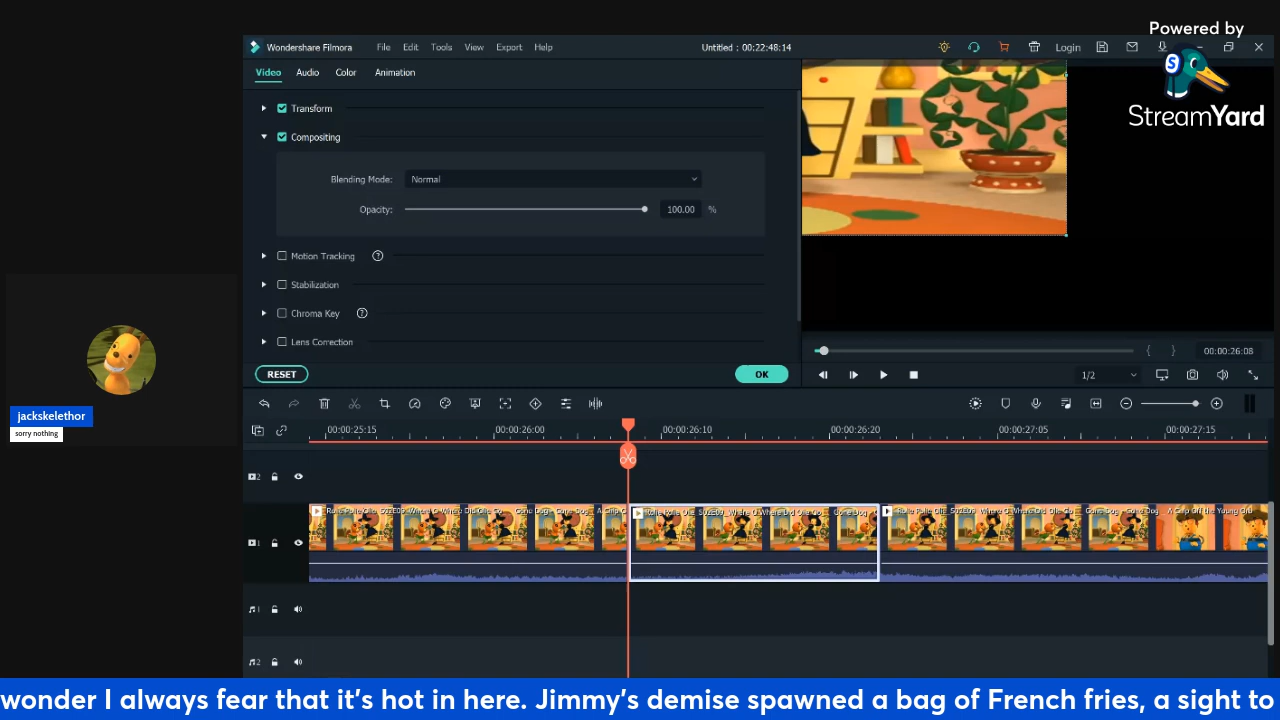 Powered by
StreamYard
Wondershare Filmora
File Edit Tools View Export Help
Untitled : 00:22:48:14
Login
Video Audio Color Animation
Transform
Compositing
Blending Mode: Normal
Opacity: 100.00 %
Motion Tracking
Stabilization
Chroma Key
Lens Correction
RESET
OK
00:00:26:08
1/2
jackskelethor
sorry nothing
00:00:25:15 00:00:26:00 00:00:26:10 00:00:26:20 00:00:27:05 00:00:27:15
2
1
1
2
wonder I always fear that it's hot in here. Jimmy's demise spawned a bag of French fries, a sight to